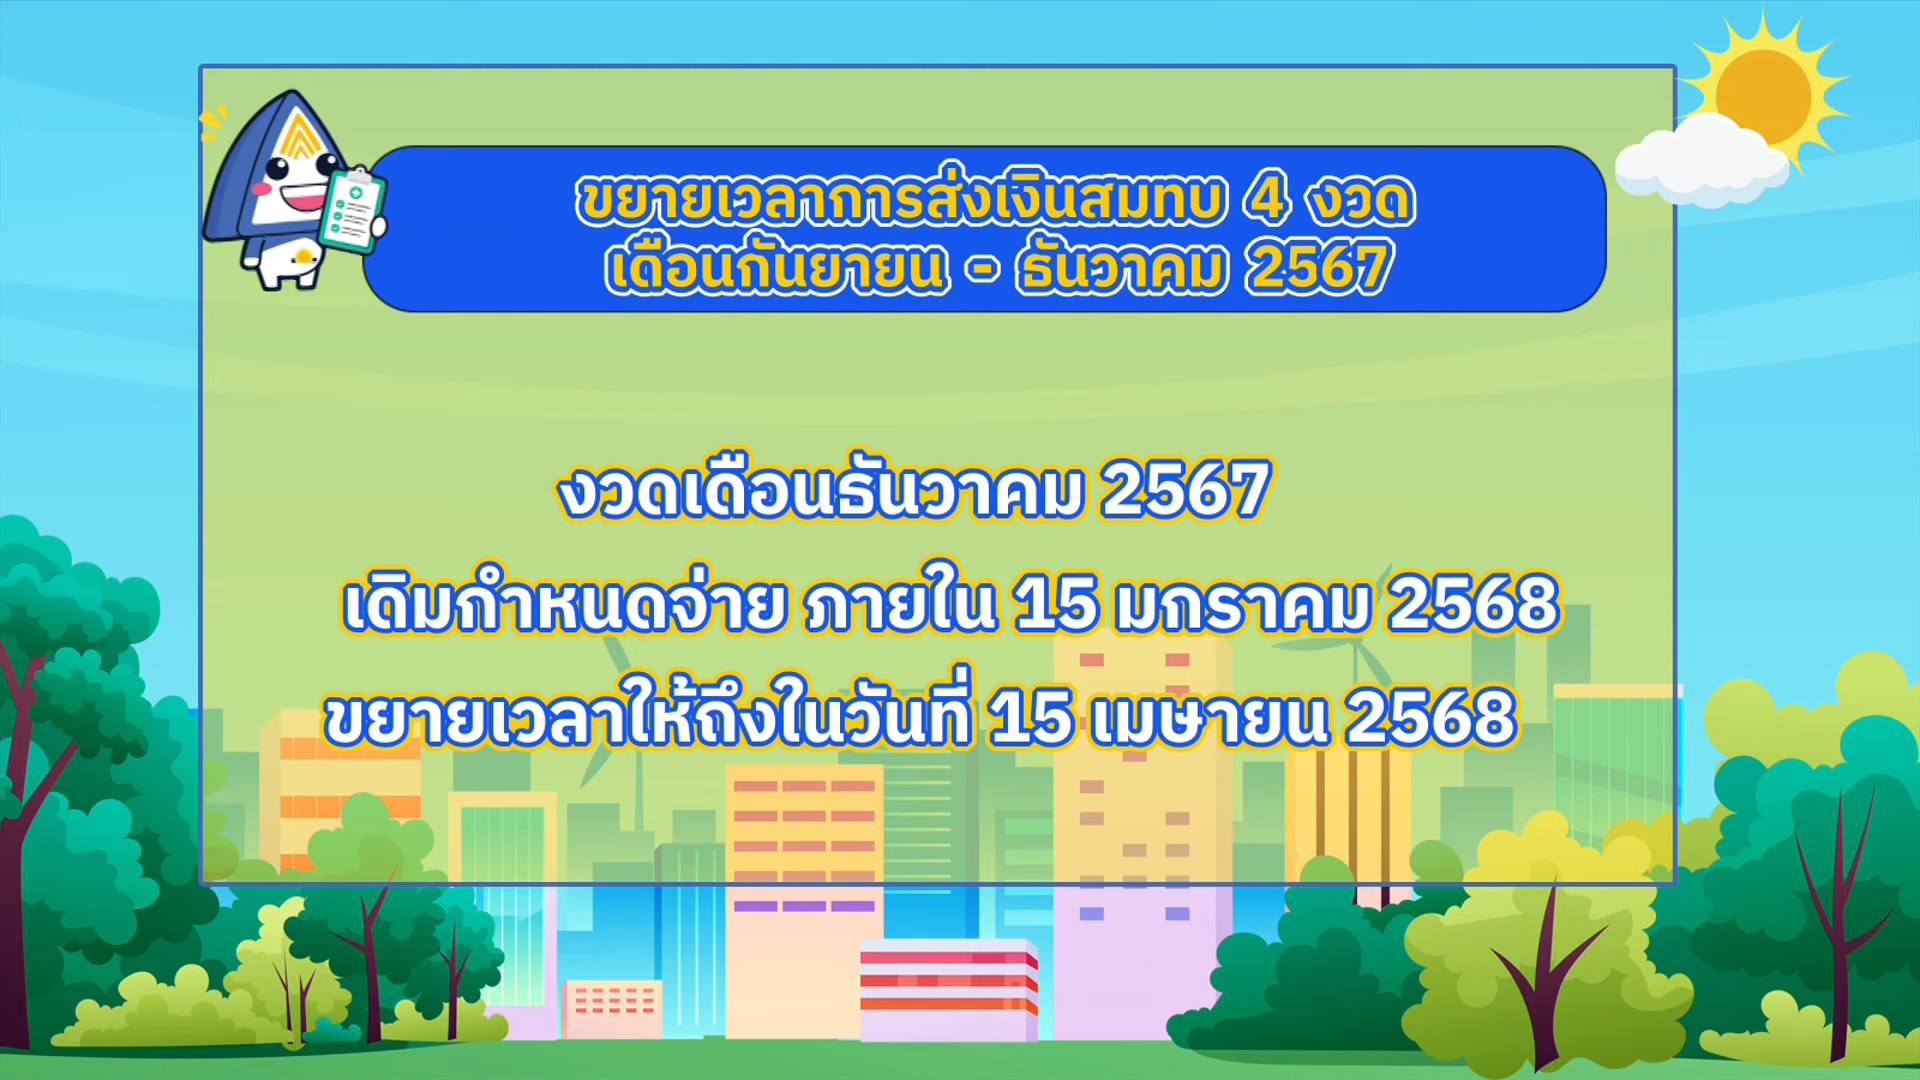 ขยายเวลาการส่งเงินสมทบ 4 งวด
เดือนกันยายน - ธันวาคม 2567
งวดเดือนธันวาคม 2567
เดิมกำหนดจ่าย ภายใน 15 มกราคม 2568
ขยายเวลาให้ถึงในวันที่ 15 เมษายน 2568